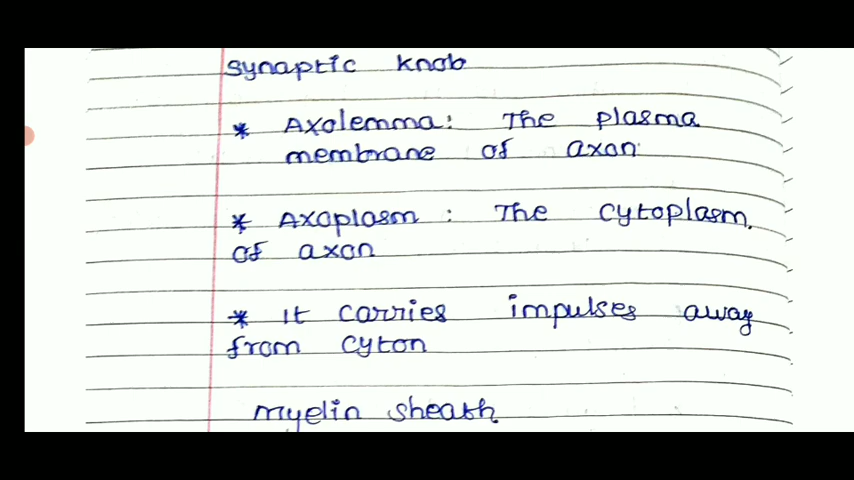 synaptic knob
* Axolemma: The plasma
membrane of axon
* Axoplasm : The cytoplasm
of axon
* It carries impulses away
from cyton
myelin sheath